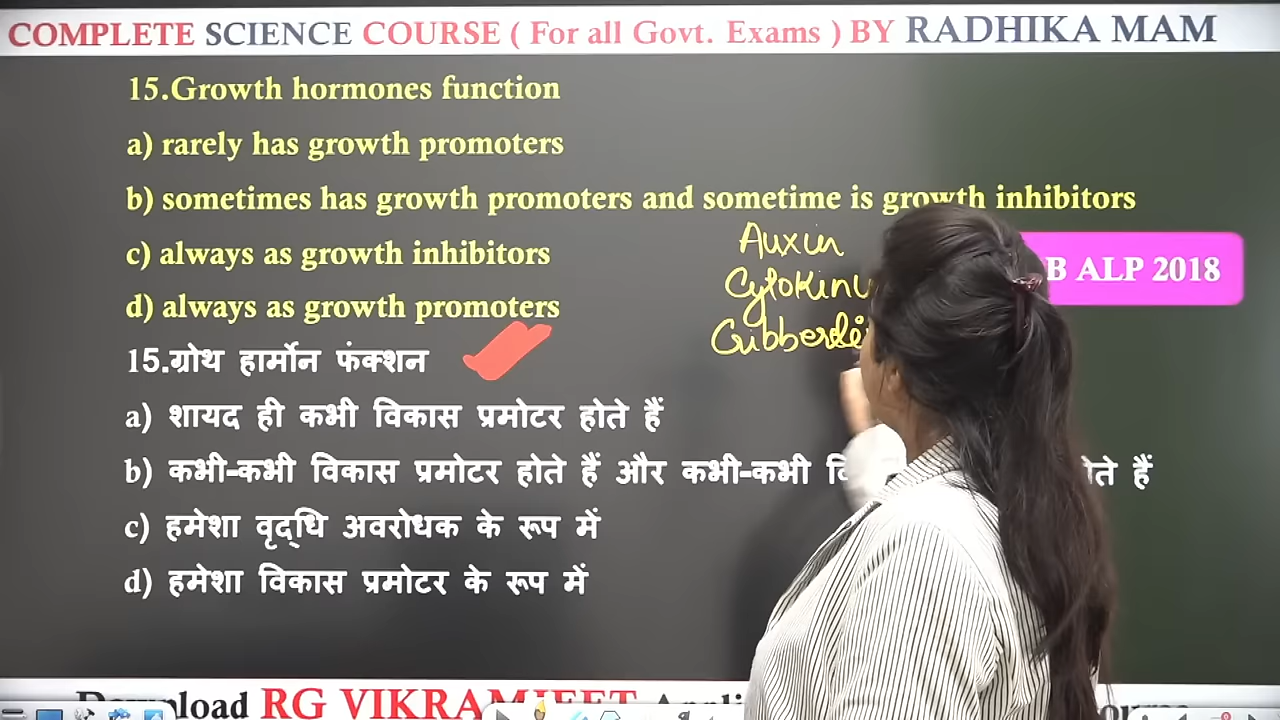 COMPLETE SCIENCE COURSE ( For all Govt. Exams ) BY RADHIKA MAM
15.Growth hormones function
a) rarely has growth promoters
b) sometimes has growth promoters and sometime is growth inhibitors
Auxin
c) always as growth inhibitors
B ALP 2018
d) always as growth promoters
15.ग्रोथ हार्मोन फंक्शन
a) शायद ही कभी विकास प्रमोटर होते हैं
b) कभी-कभी विकास प्रमोटर होते हैं और कभी-कभी हैं
c) हमेशा वृद्धि अवरोधक के रूप में
d) हमेशा विकास प्रमोटर के रूप में
Download RG VIKRAMJEET